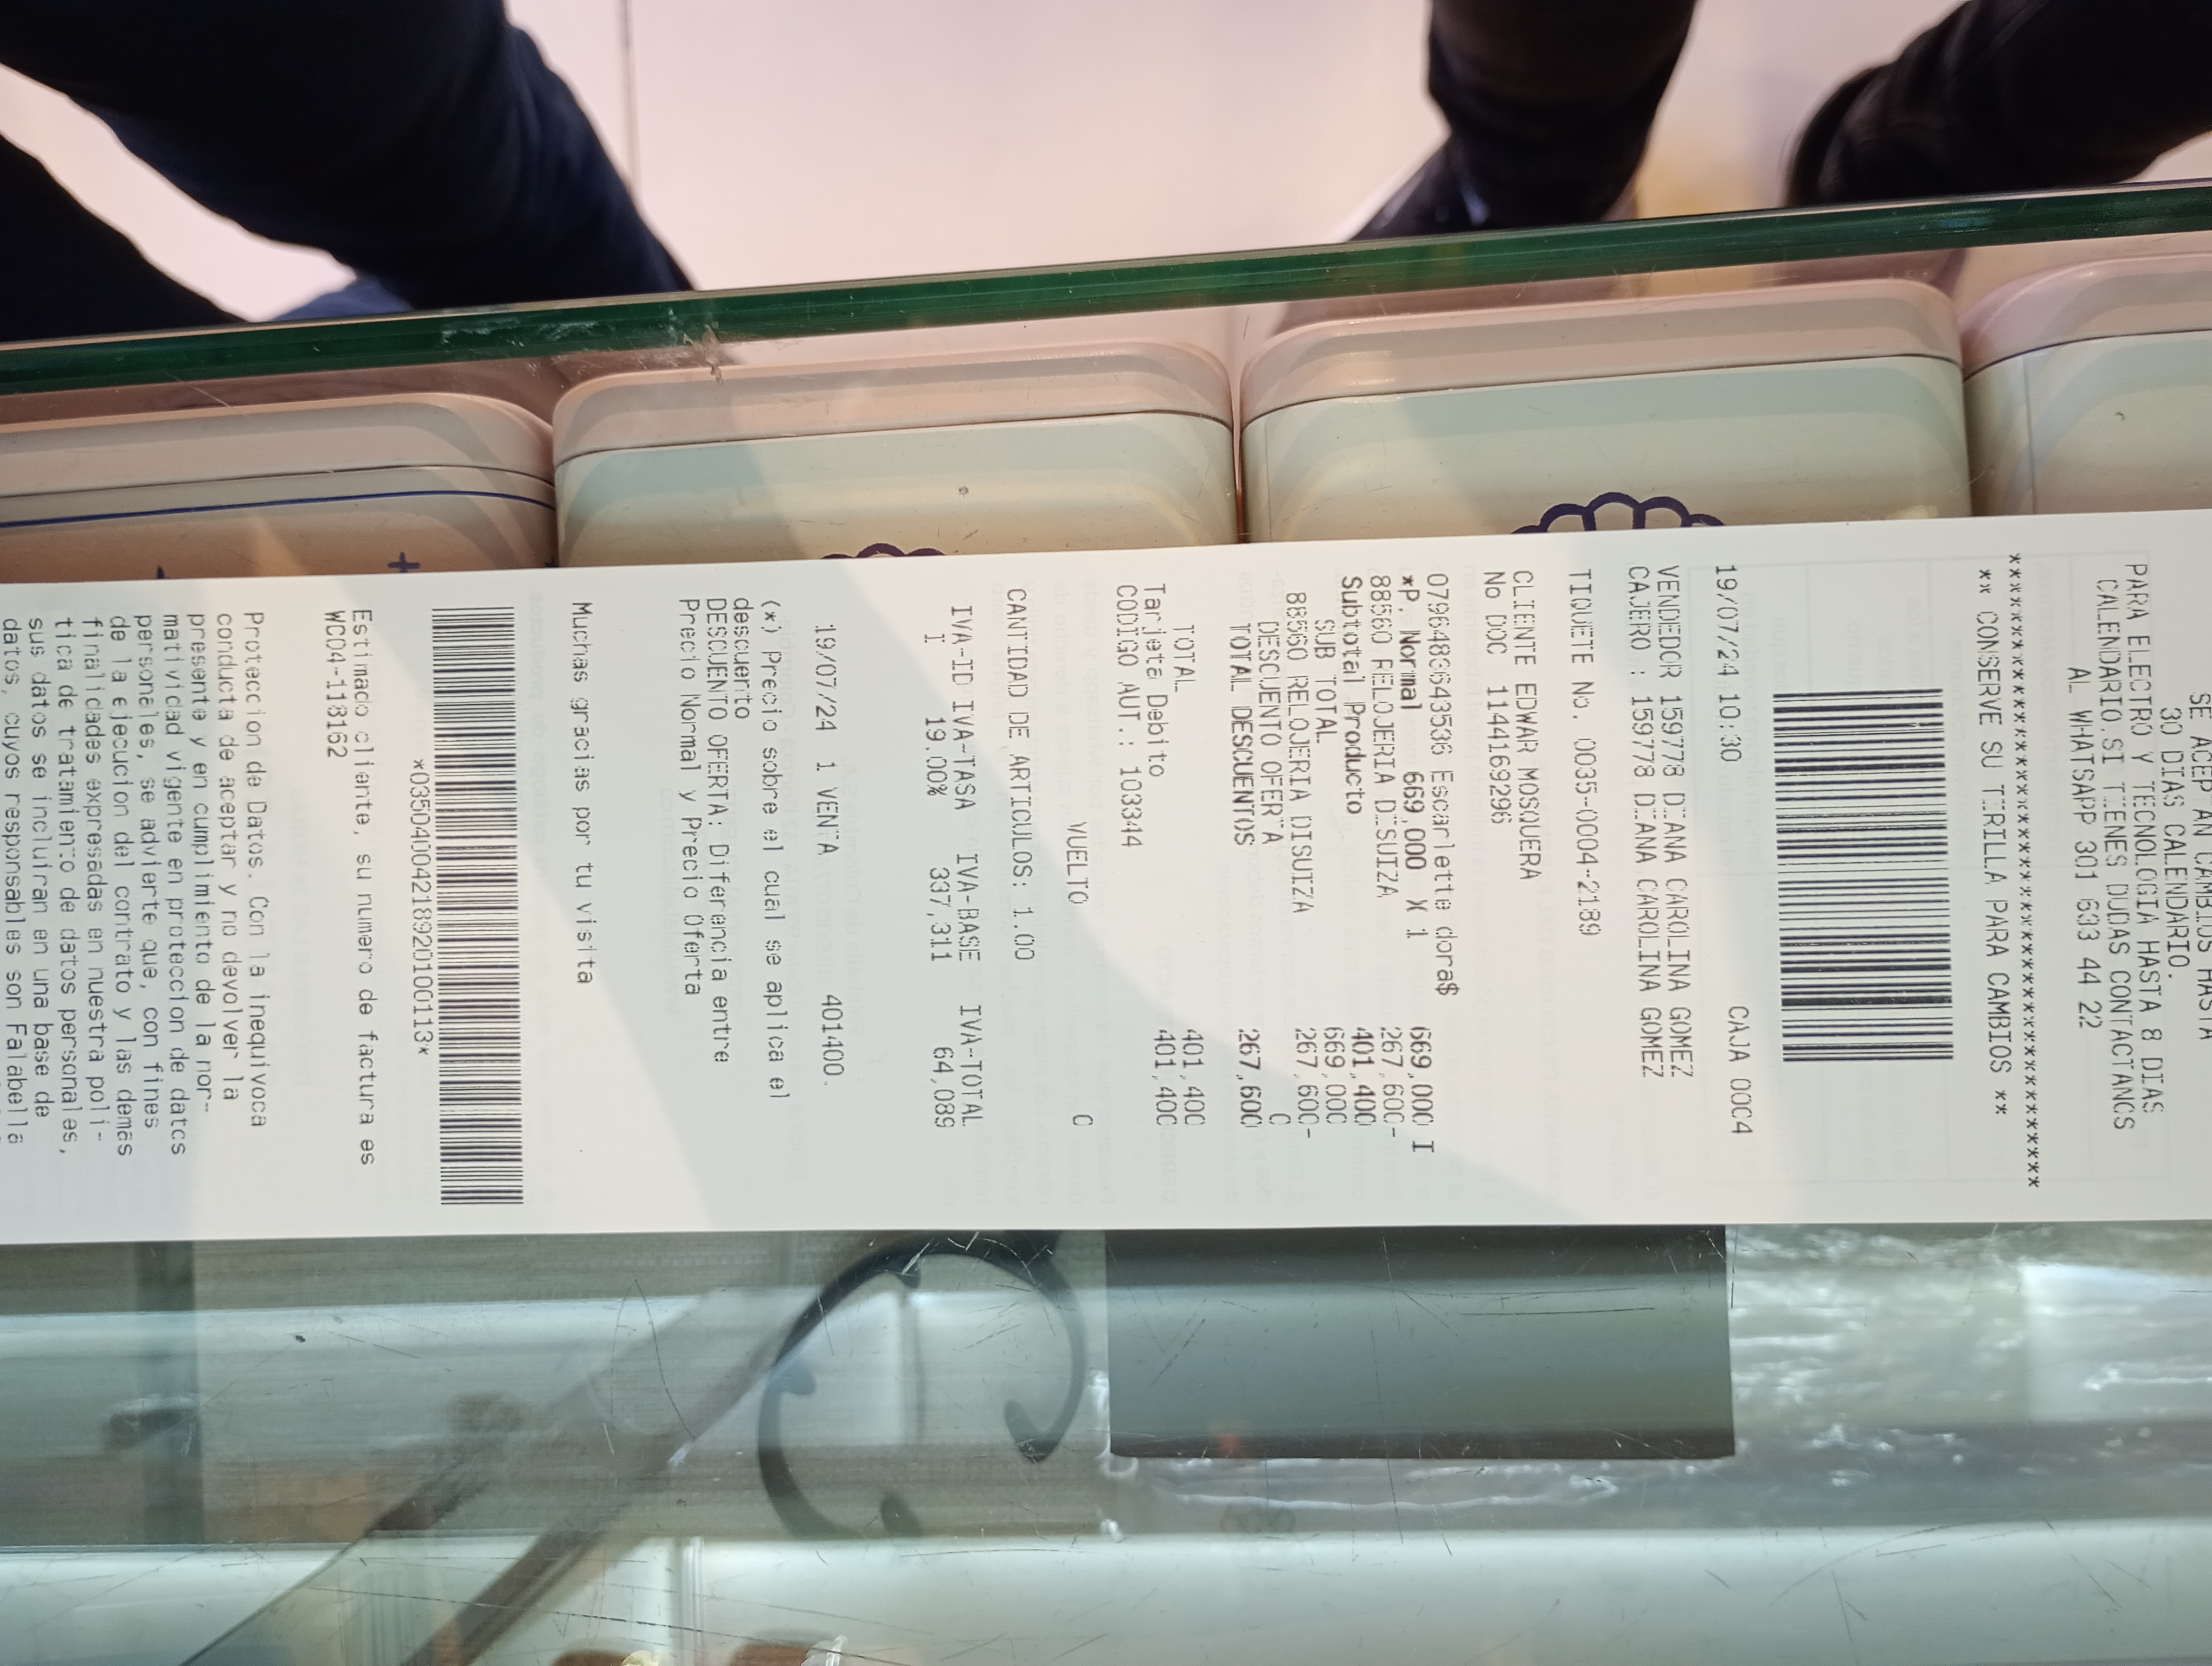 SE ACEPTAN CAMBIOS HASTA
30 DIAS CALENDARIO.
PARA ELECTRO Y TECNOLOGIA HASTA 8 DIAS
CALENDARIO.SI TIENES DUDAS CONTACTANOS
AL WHATSAPP 301 633 44 22
*****************************************
** CONSERVE SU TIRILLA PARA CAMBIOS **
19/07/24 10:30 CAJA 0004
VENDEDOR 159778 DIANA CAROLINA GOMEZ
CAJERO : 159778 DIANA CAROLINA GOMEZ
TIQUETE No. 0035-0004-2189
CLIENTE EDWAR MOSQUERA
No DOC 1144169296
0796483643536 Escarlette dora$ 669,000 I
*P. Normal 669,000 X 1
88560 RELOJERIA DISUIZA 267,600-
Subtotal Producto 401,400
SUB TOTAL 669,000
88560 RELOJERIA DISUIZA 267,600-
DESCUENTO OFERTA 0
TOTAL DESCUENTOS 267,600
TOTAL 401,400
Tarjeta Debito 401,400
CODIGO AUT.: 103344
VUELTO 0
CANTIDAD DE ARTICULOS: 1.00
IVA-ID IVA-TASA IVA-BASE IVA-TOTAL
I 19.00% 337,311 64,089
19/07/24 1 VENTA 401400.
(*) Precio sobre el cual se aplica el
descuento
DESCUENTO OFERTA: Diferencia entre
Precio Normal y Precio Oferta
Muchas gracias por tu visita
*03504004218920100113*
Estimado cliente, su numero de factura es
WC04-118162
Proteccion de Datos. Con la inequivoca
conducta de aceptar y no devolver la
presente y en cumplimiento de la nor-
matividad vigente en proteccion de datos
personales, se advierte que, con fines
de la ejecucion del contrato y las demas
finalidades expresadas en nuestra poli-
tica de tratamiento de datos personales,
sus datos se incluiran en una base de
datos, cuyos responsables son Falabella